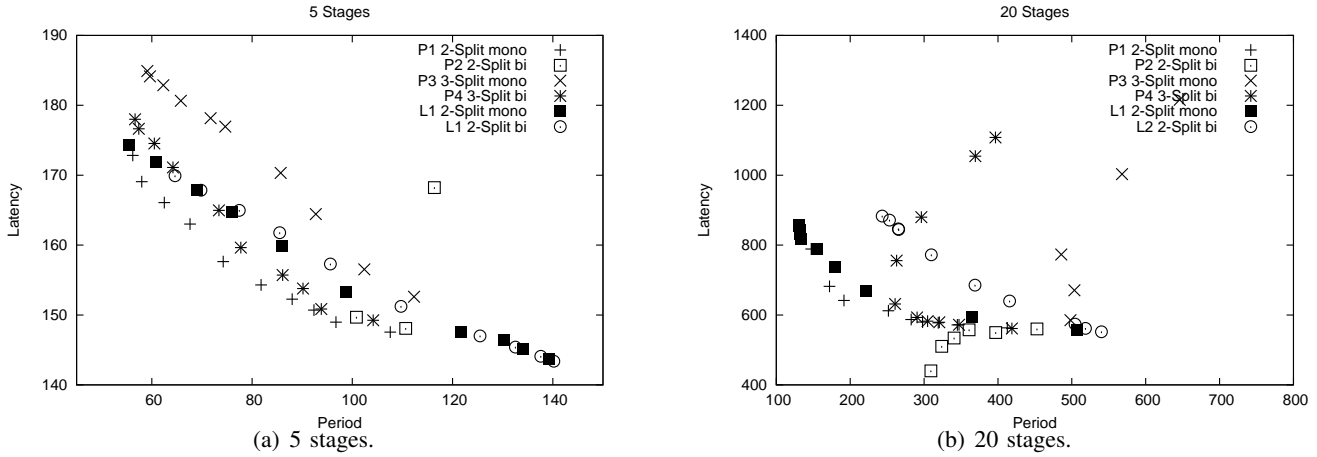 5 Stages
190
180
170
160
150
140
60
80
100
120
140
Latency
Period
P1 2-Split mono
P2 2-Split bi
P3 3-Split mono
P4 3-Split bi
L1 2-Split mono
L1 2-Split bi
(a) 5 stages.
20 Stages
1400
1200
1000
800
600
400
100
200
300
400
500
600
700
800
Latency
Period
P1 2-Split mono
P2 2-Split bi
P3 3-Split mono
P4 3-Split bi
L1 2-Split mono
L2 2-Split bi
(b) 20 stages.